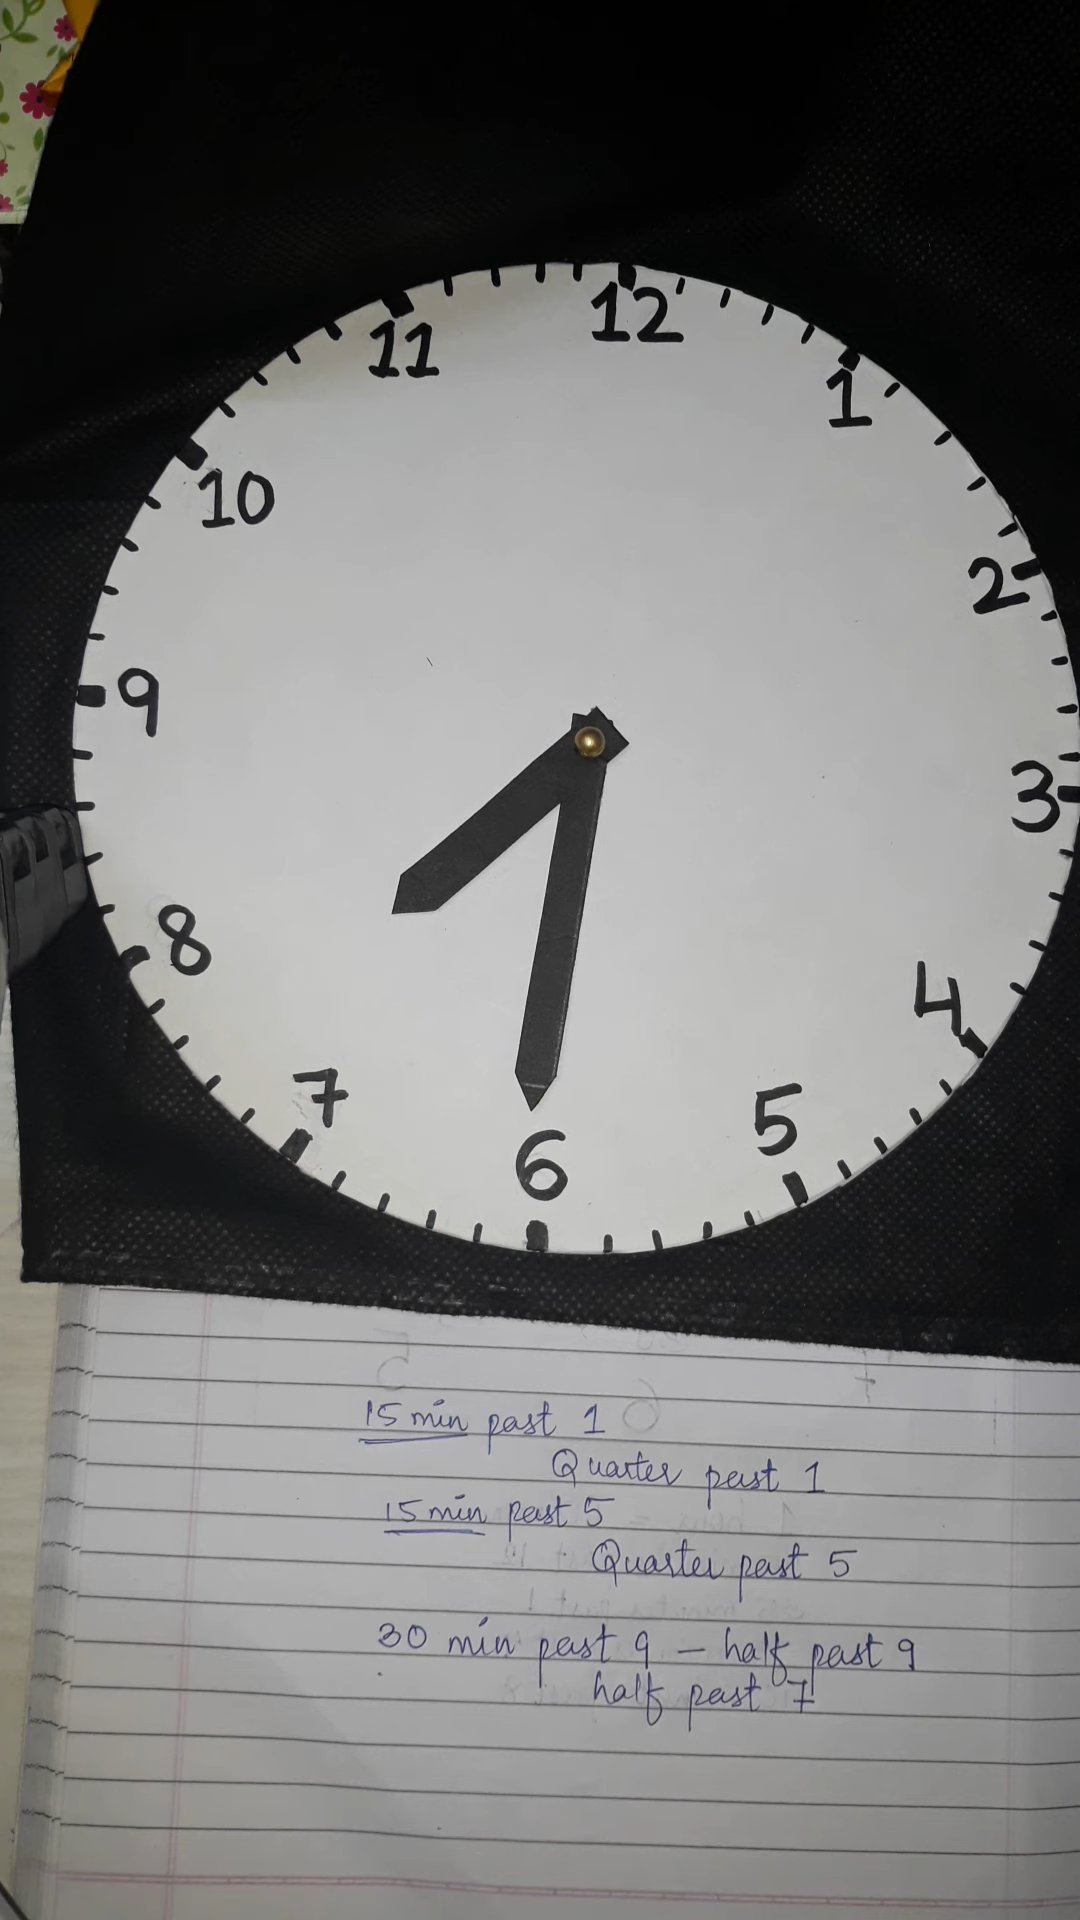 12
11
1
10
2
9
3
8
4
7
5
6
15 min past 1
Quarter past 1
15 min past 5
Quarter past 5
30 min past 9 — half past 9
half past 7